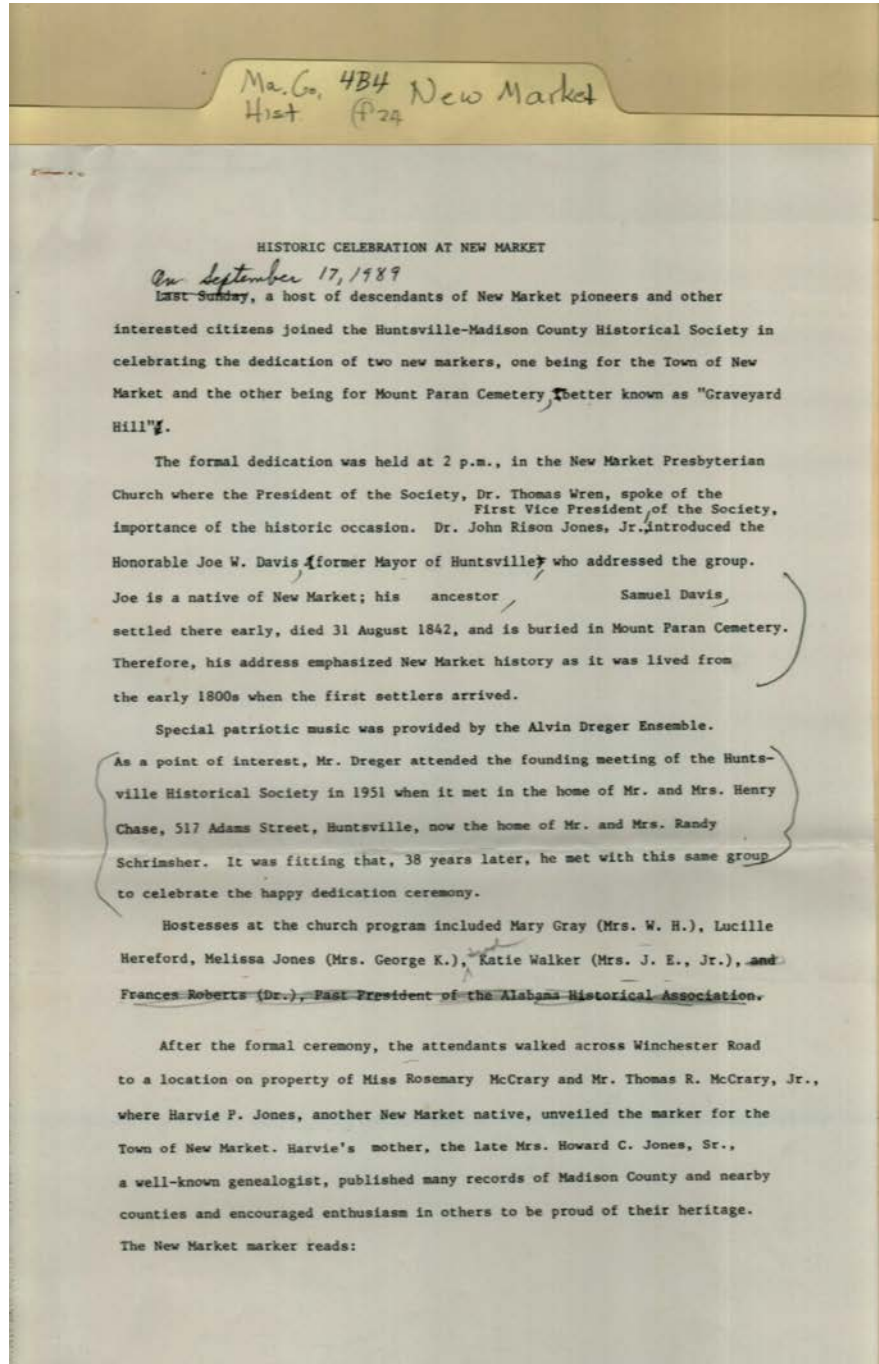 Ma. Co. 4B4 New Market
Hist f24
HISTORIC CELEBRATION AT NEW MARKET
On September 17, 1989
Last Sunday, a host of descendants of New Market pioneers and other
interested citizens joined the Huntsville-Madison County Historical Society in
celebrating the dedication of two new markers, one being for the Town of New
Market and the other being for Mount Paran Cemetery, (better known as "Graveyard
Hill").
The formal dedication was held at 2 p.m., in the New Market Presbyterian
Church where the President of the Society, Dr. Thomas Wren, spoke of the
First Vice President of the Society,
importance of the historic occasion. Dr. John Rison Jones, Jr., introduced the
Honorable Joe W. Davis, (former Mayor of Huntsville), who addressed the group.
Joe is a native of New Market; his ancestor, Samuel Davis,
settled there early, died 31 August 1842, and is buried in Mount Paran Cemetery.
Therefore, his address emphasized New Market history as it was lived from
the early 1800s when the first settlers arrived.
Special patriotic music was provided by the Alvin Dreger Ensemble.
As a point of interest, Mr. Dreger attended the founding meeting of the Hunts-
ville Historical Society in 1951 when it met in the home of Mr. and Mrs. Henry
Chase, 517 Adams Street, Huntsville, now the home of Mr. and Mrs. Randy
Schrimsher. It was fitting that, 38 years later, he met with this same group
to celebrate the happy dedication ceremony.
Hostesses at the church program included Mary Gray (Mrs. W. H.), Lucille
Hereford, Melissa Jones (Mrs. George K.), and Katie Walker (Mrs. J. E., Jr.), and
Frances Roberts (Dr.), Past President of the Alabama Historical Association.
After the formal ceremony, the attendants walked across Winchester Road
to a location on property of Miss Rosemary McCrary and Mr. Thomas R. McCrary, Jr.,
where Harvie P. Jones, another New Market native, unveiled the marker for the
Town of New Market. Harvie's mother, the late Mrs. Howard C. Jones, Sr.,
a well-known genealogist, published many records of Madison County and nearby
counties and encouraged enthusiasm in others to be proud of their heritage.
The New Market marker reads: